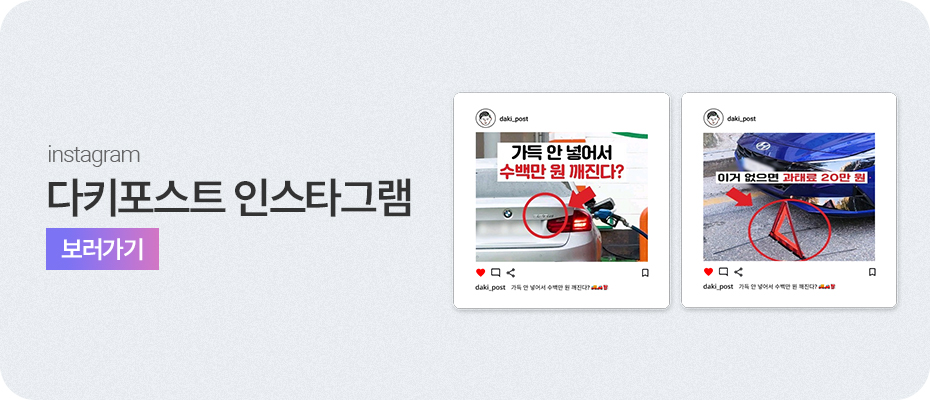 instagram
다키포스트 인스타그램
보러가기
daki_post
가득 안 넣어서
수백만 원 깨진다?
daki_post 가득 안 넣어서 수백만 원 깨진다?
daki_post
이거 없으면 과태료 20만 원
daki_post 가득 안 넣어서 수백만 원 깨진다?